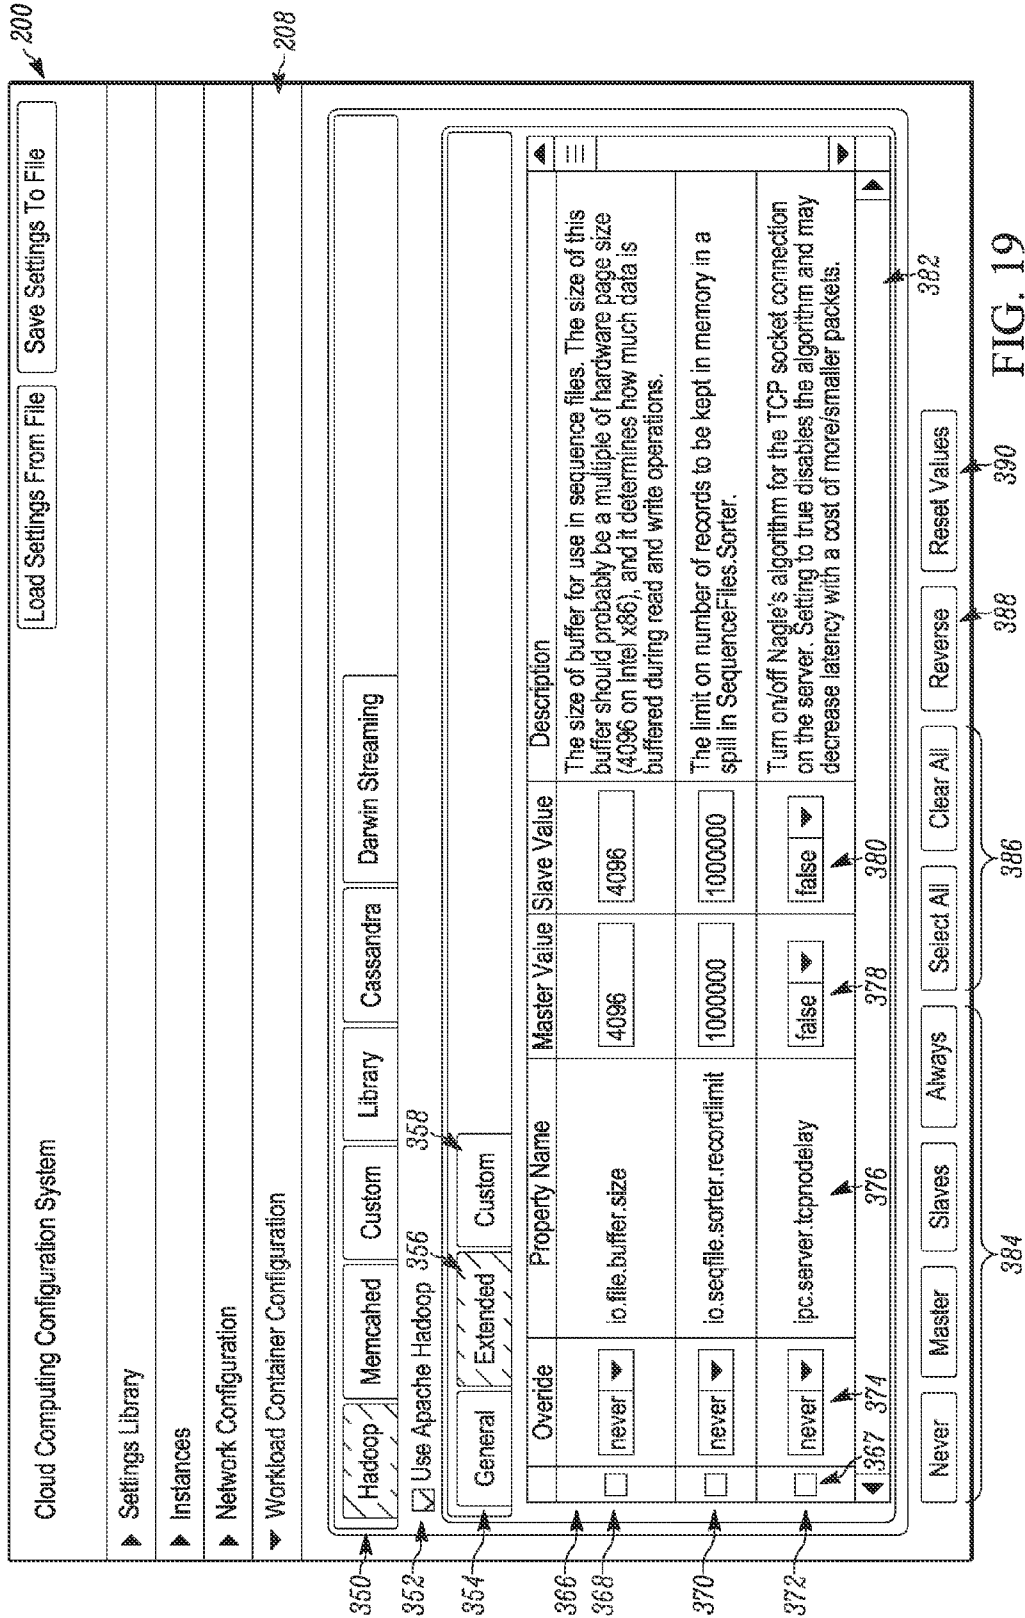 200
Cloud Computing Configuration System
Load Settings From File
Save Settings To File
Settings Library
Instances
Network Configuration
Workload Container Configuration
208
350
Hadoop
Memcahed
Custom
Library
Cassandra
Darwin Streaming
352
Use Apache Hadoop
356
358
354
General
Extended
Custom
Override
Property Name
Master Value
Slave Value
Description
366
368
never
io.file.buffer.size
4096
4096
The size of buffer for use in sequence files. The size of this
buffer should probably be a multiple of hardware page size
(4096 on Intel x86), and it determines how much data is
buffered during read and write operations.
370
never
io.seqfile.sorter.recordlimit
1000000
1000000
The limit on number of records to be kept in memory in a
spill in SequenceFiles.Sorter.
372
never
ipc.server.tcpnodelay
false
false
Turn on/off Nagle's algorithm for the TCP socket connection
on the server. Setting to true disables the algorithm and may
decrease latency with a cost of more/smaller packets.
367
374
376
378
380
382
Never
Master
Slaves
Always
Select All
Clear All
Reverse
Reset Values
384
386
388
390
FIG. 19